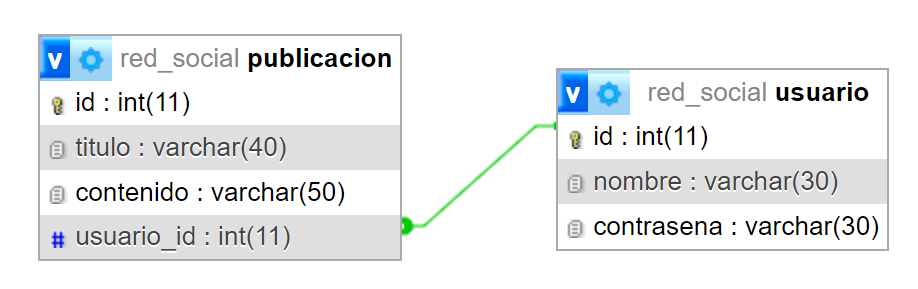 v red_social publicacion
id : int(11)
titulo : varchar(40)
contenido : varchar(50)
# usuario_id : int(11)
v red_social usuario
id : int(11)
nombre : varchar(30)
contrasena : varchar(30)